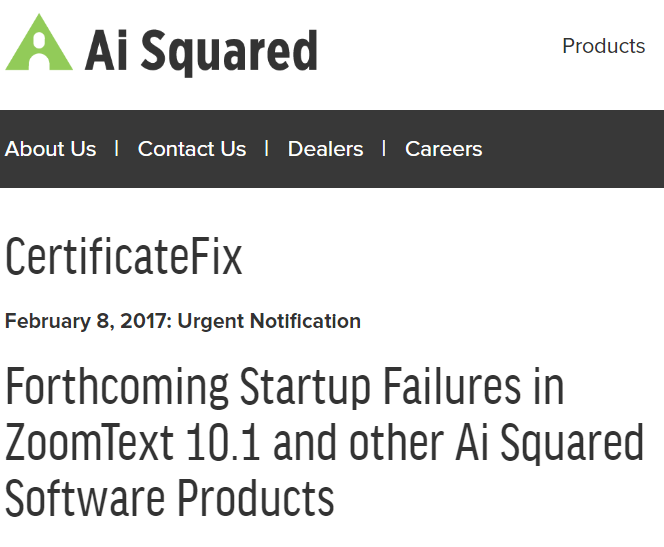 Ai Squared
Products
About Us | Contact Us | Dealers | Careers
CertificateFix
February 8, 2017: Urgent Notification
Forthcoming Startup Failures in
ZoomText 10.1 and other Ai Squared
Software Products